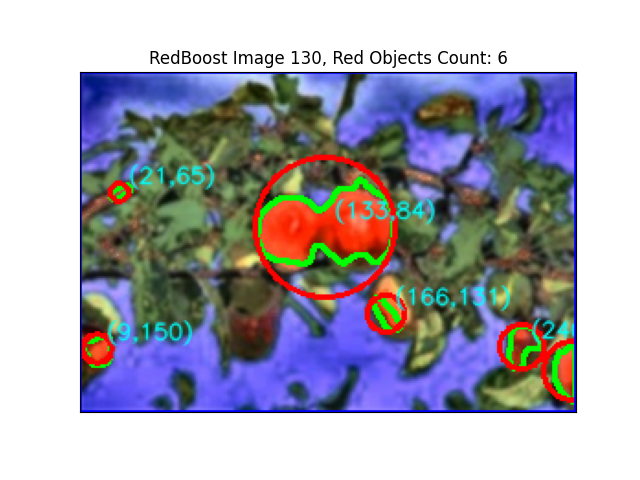 RedBoost Image 130, Red Objects Count: 6
(21,65)
(133,84)
(166,131)
(9,150)